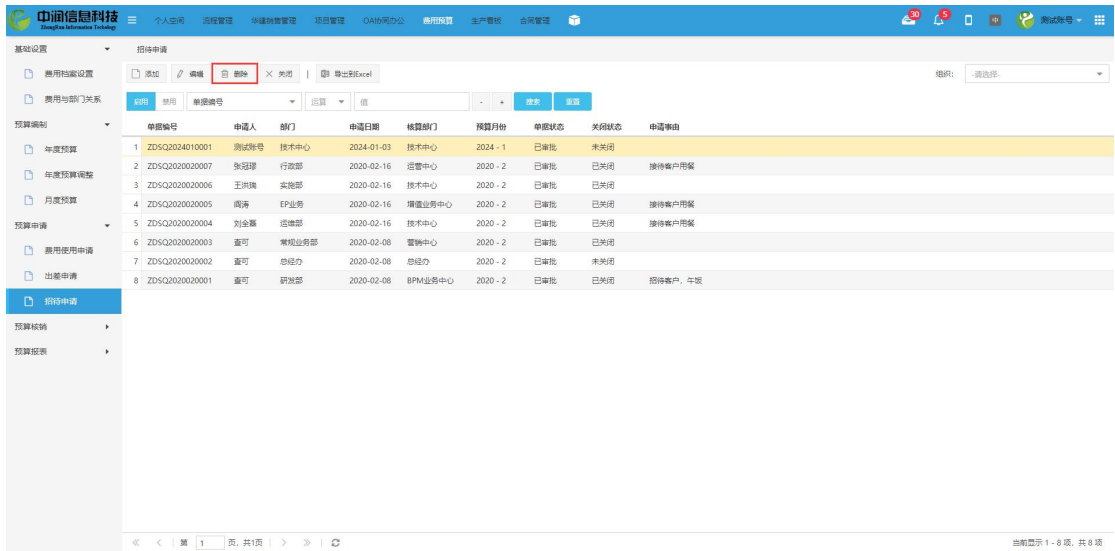 中润信息科技 个人空间 流程管理 华建销售管理 项目管理 OA协同办公 费用预算 生产看板 合同管理 30 5 中 测试账号
ZhongRun Information Technology
基础设置 招待申请
费用档案设置 添加 编辑 删除 关闭 | 导出到Excel 组织: -请选择-
费用与部门关系 启用 禁用 单据编号 运算 值 - + 搜索 重置
预算编制 单据编号 申请人 部门 申请日期 核算部门 预算月份 单据状态 关闭状态 申请事由
年度预算 1 ZDSQ2024010001 测试账号 技术中心 2024-01-03 技术中心 2024 - 1 已审批 未关闭
年度预算调整 2 ZDSQ2020020007 张冠璆 行政部 2020-02-16 运营中心 2020 - 2 已审批 已关闭 接待客户用餐
3 ZDSQ2020020006 王洪瑞 实施部 2020-02-16 技术中心 2020 - 2 已审批 已关闭
月度预算 4 ZDSQ2020020005 阎涛 EP业务 2020-02-16 增值业务中心 2020 - 2 已审批 已关闭 接待客户用餐
预算申请 5 ZDSQ2020020004 刘全磊 运维部 2020-02-16 技术中心 2020 - 2 已审批 已关闭 接待客户用餐
费用使用申请 6 ZDSQ2020020003 查可 常规业务部 2020-02-08 营销中心 2020 - 2 已审批 已关闭
7 ZDSQ2020020002 查可 总经办 2020-02-08 总经办 2020 - 2 已审批 未关闭
出差申请 8 ZDSQ2020020001 查可 研发部 2020-02-08 BPM业务中心 2020 - 2 已审批 已关闭 招待客户，午饭
招待申请
预算核销
预算报表
第 1 页, 共1页 当前显示 1 - 8 项, 共 8 项